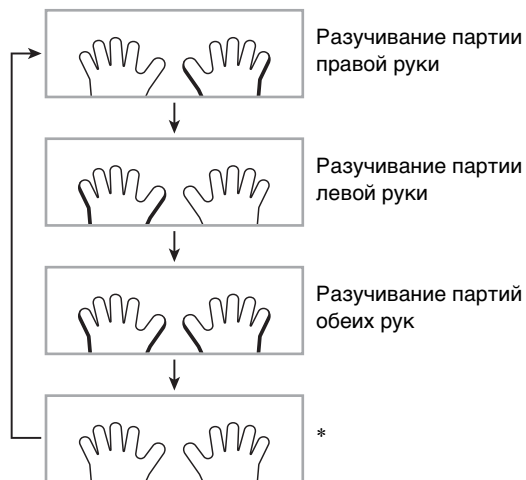 Разучивание партии
правой руки
Разучивание партии
левой руки
Разучивание партий
обеих рук
*